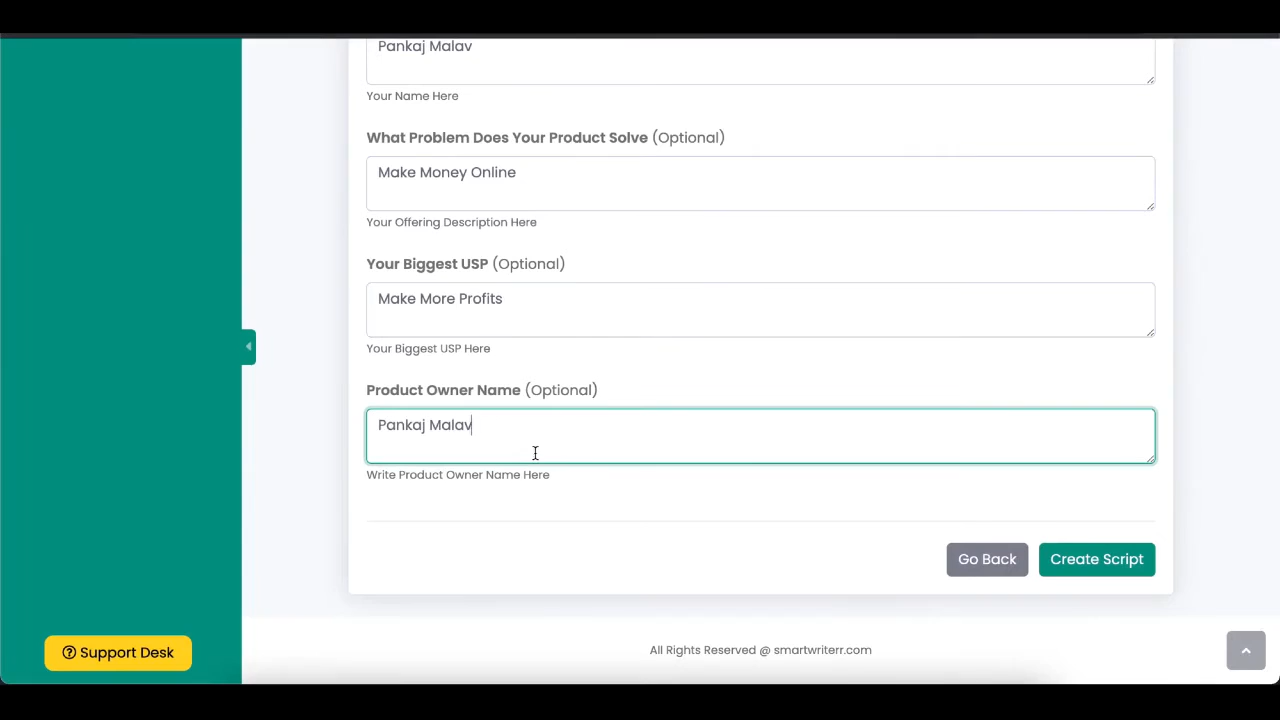 Pankaj Malav
Your Name Here
What Problem Does Your Product Solve (Optional)
Make Money Online
Your Offering Description Here
Your Biggest USP (Optional)
Make More Profits
Your Biggest USP Here
Product Owner Name (Optional)
Pankaj Malav
Write Product Owner Name Here
Go Back Create Script
Support Desk
All Rights Reserved @ smartwriterr.com